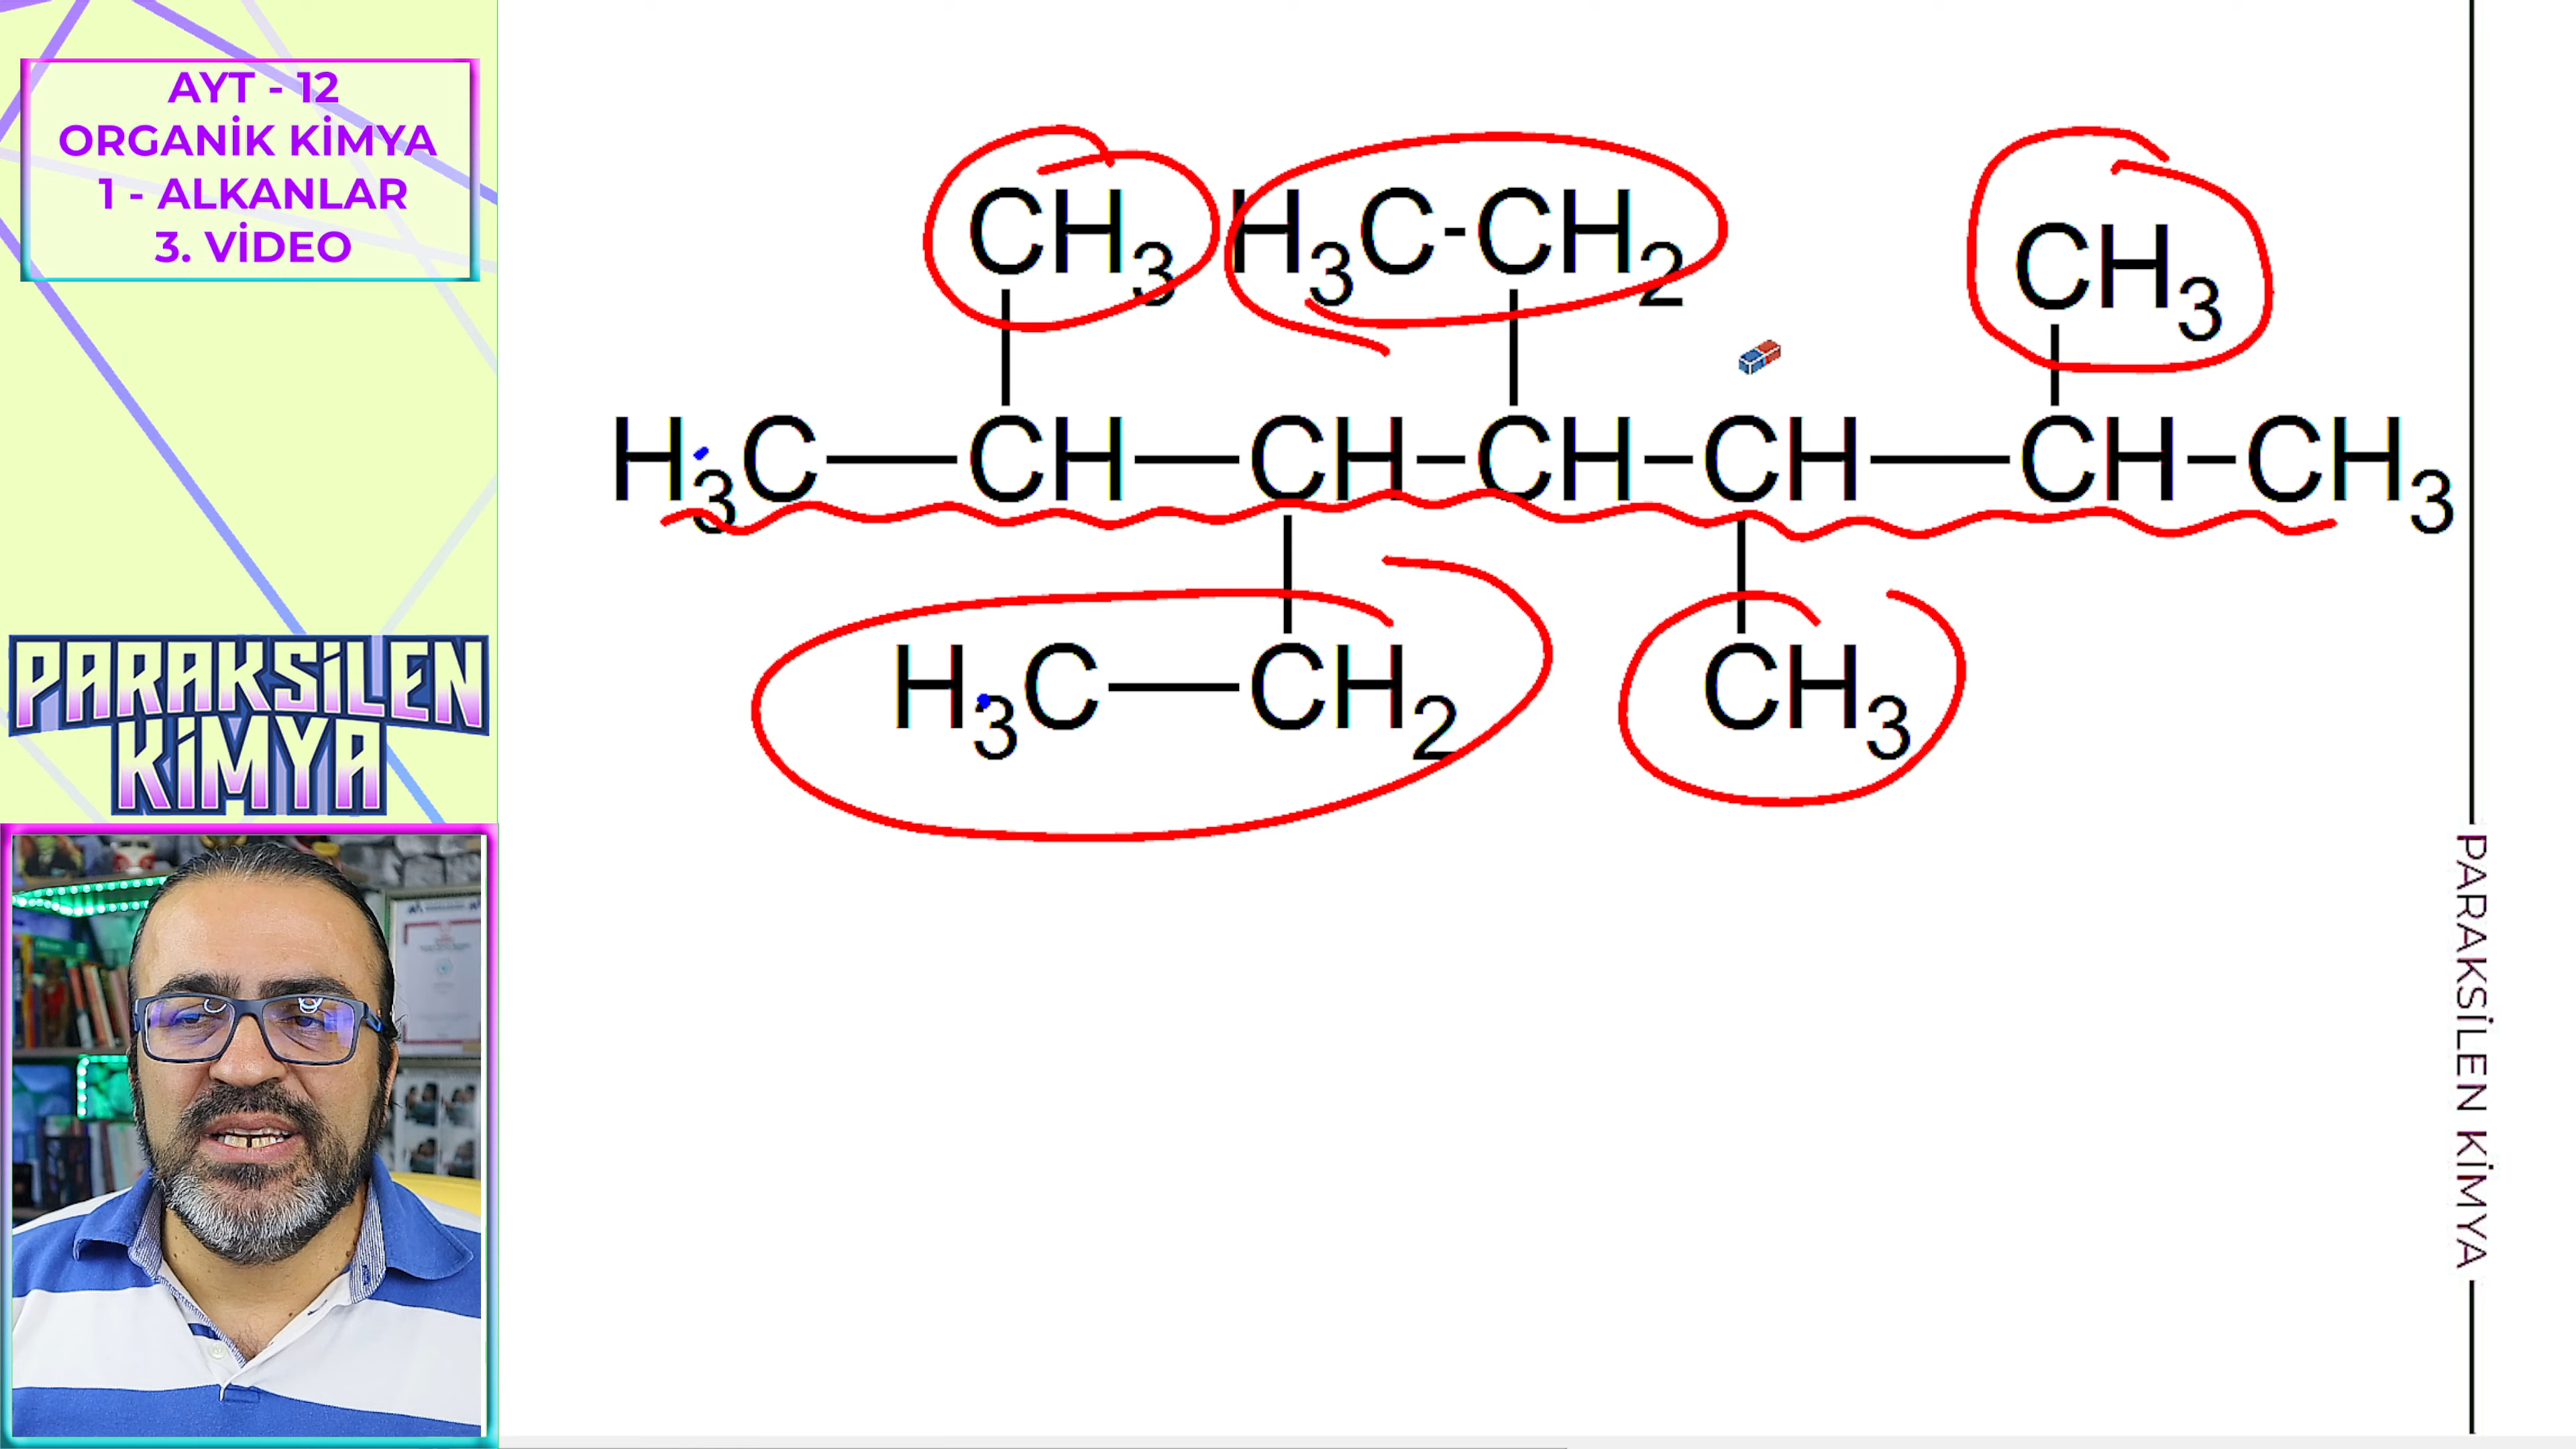 AYT - 12
ORGANİK KİMYA
1 - ALKANLAR
3. VİDEO
PARAKSİLEN
KİMYA
CH3 H3C-CH2 CH3
H3C—CH—CH-CH-CH—CH-CH3
H3C—CH2 CH3
PARAKSİLEN KİMYA